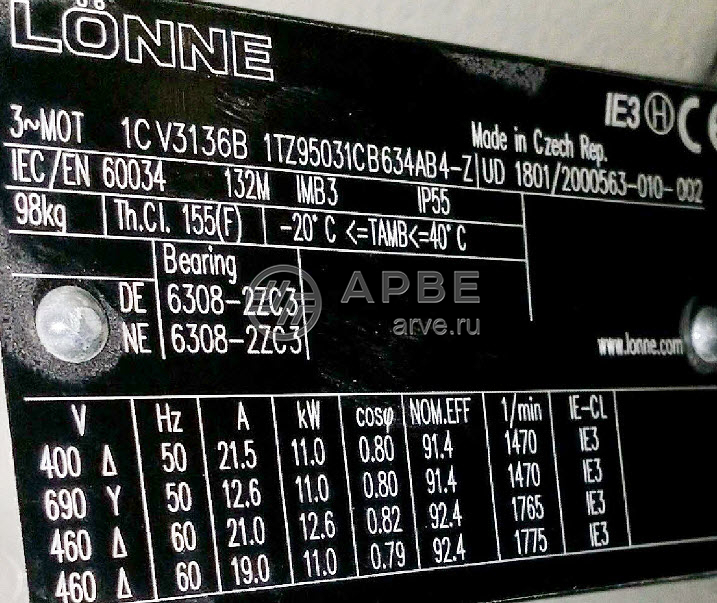 LÖNNE
IE3 H CE
3~MOT 1CV3136B 1TZ95031CB634AB4-Z
Made in Czech Rep.
UD 1801/2000563-010-002
IEC/EN 60034 132M IMB3 IP55
98kg Th.Cl. 155(F) -20°C <=TAMB<=40°C
Bearing
DE 6308-2ZC3
NE 6308-2ZC3
АРВЕ
arve.ru
www.lonne.com
V Hz A kW cosφ NOM.EFF 1/min IE-CL
400 Δ 50 21.5 11.0 0.80 91.4 1470 IE3
690 Y 50 12.6 11.0 0.80 91.4 1470 IE3
460 Δ 60 21.0 12.6 0.82 92.4 1765 IE3
460 Δ 60 19.0 11.0 0.79 92.4 1775 IE3